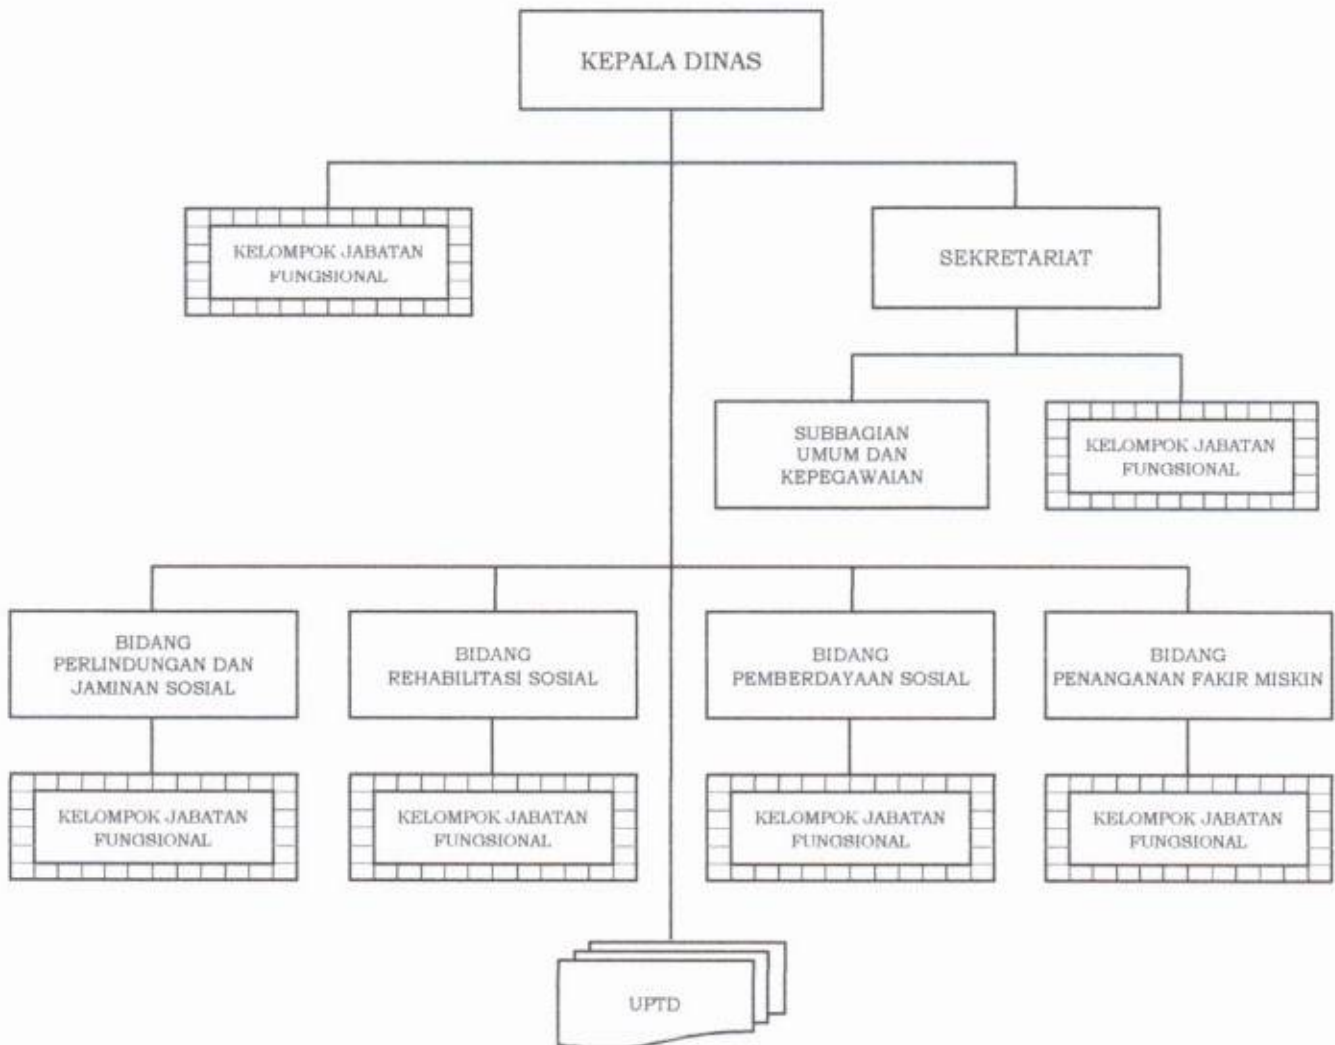 KEPALA DINAS
KELOMPOK JABATAN
FUNGSIONAL
SEKRETARIAT
SUBBAGIAN
UMUM DAN
KEPEGAWAIAN
KELOMPOK JABATAN
FUNGSIONAL
BIDANG
PERLINDUNGAN DAN
JAMINAN SOSIAL
BIDANG
REHABILITASI SOSIAL
BIDANG
PEMBERDAYAAN SOSIAL
BIDANG
PENANGANAN FAKIR MISKIN
KELOMPOK JABATAN
FUNGSIONAL
KELOMPOK JABATAN
FUNGSIONAL
KELOMPOK JABATAN
FUNGSIONAL
KELOMPOK JABATAN
FUNGSIONAL
UPTD